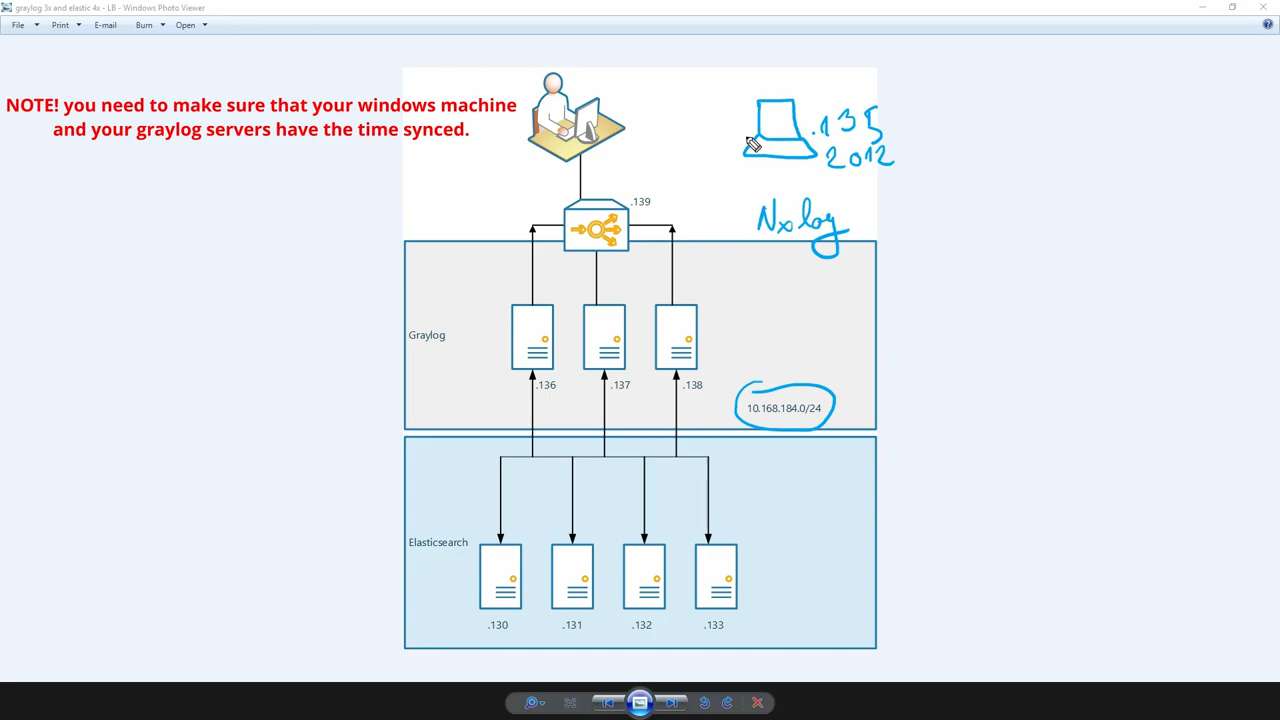 graylog 3x and elastic 4x - LB - Windows Photo Viewer
File Print E-mail Burn Open
NOTE! you need to make sure that your windows machine
and your graylog servers have the time synced.
.135
2012
.139
Nxlog
Graylog
.136 .137 .138
10.168.184.0/24
Elasticsearch
.130 .131 .132 .133